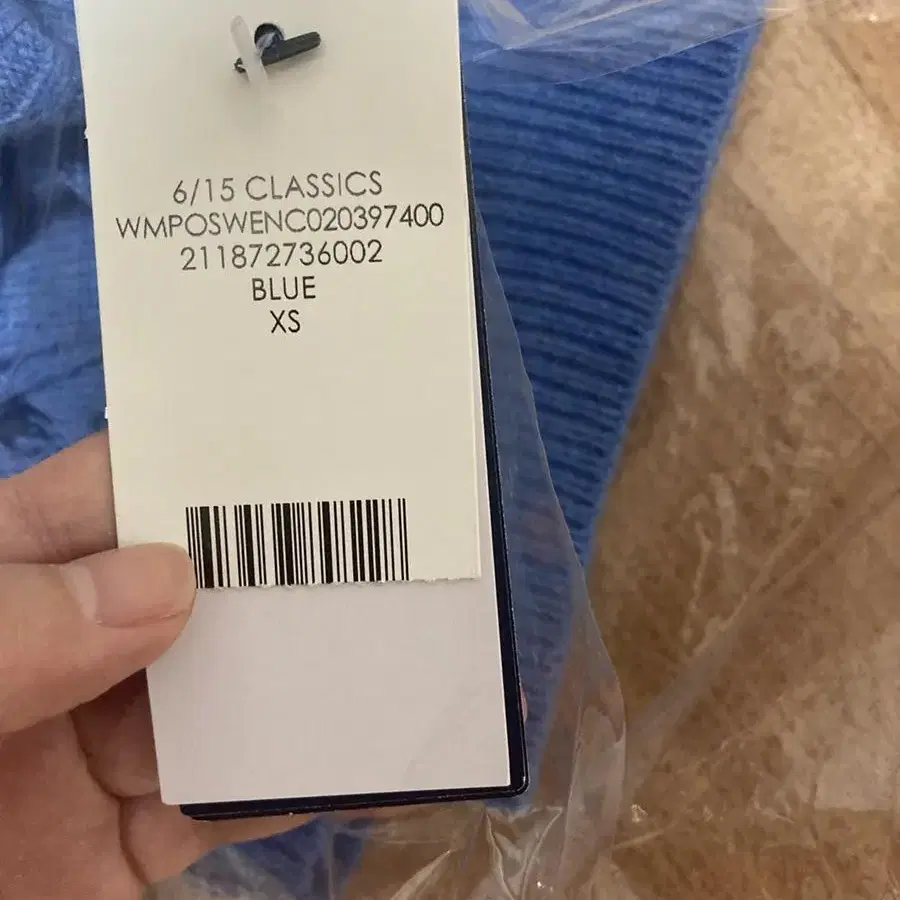 6/15 CLASSICS
WMPOSWENC020397400
211872736002
BLUE
XS